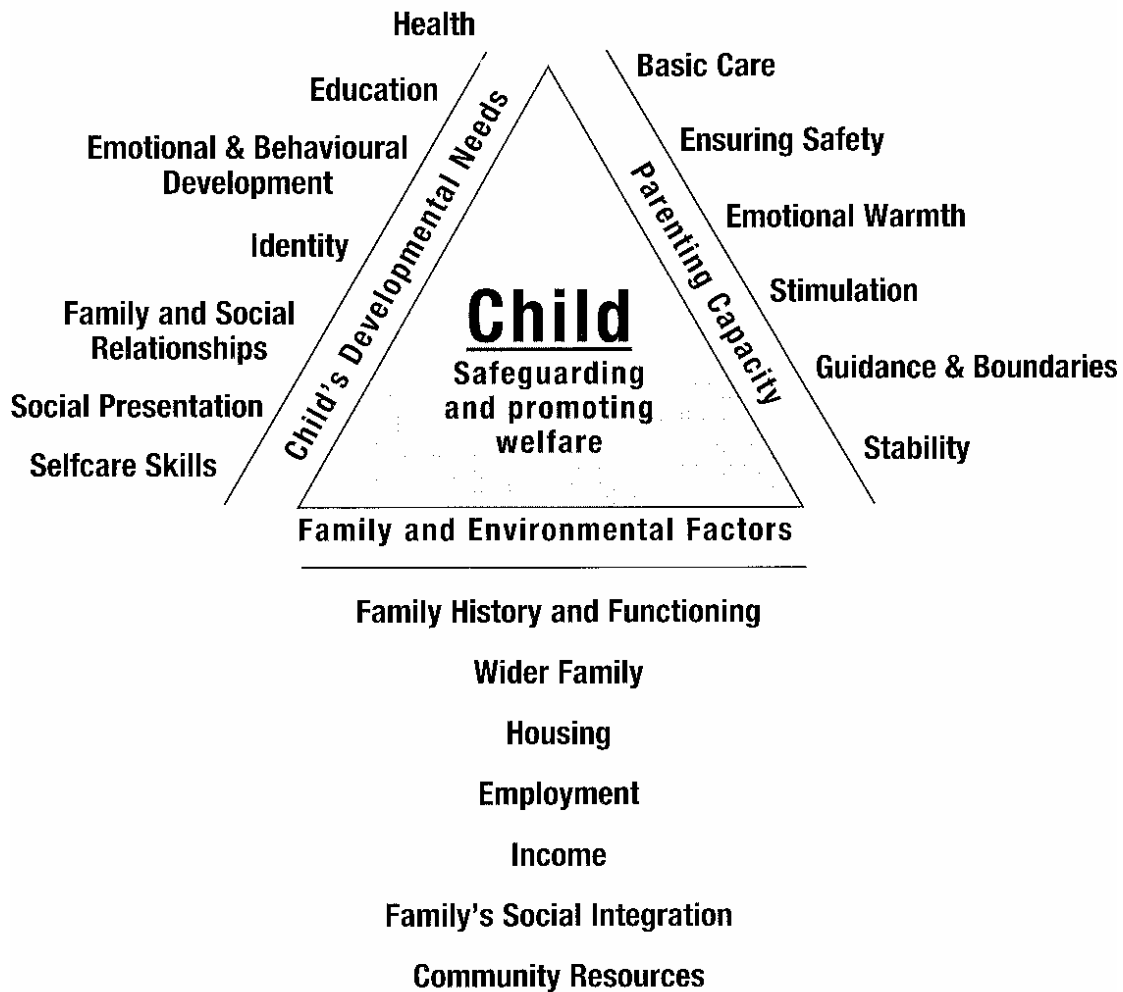 Health
Education
Emotional & Behavioural
Development
Identity
Family and Social
Relationships
Social Presentation
Selfcare Skills
Child's Developmental Needs
Basic Care
Ensuring Safety
Emotional Warmth
Stimulation
Guidance & Boundaries
Stability
Parenting Capacity
Child
Safeguarding
and promoting
welfare
Family and Environmental Factors
Family History and Functioning
Wider Family
Housing
Employment
Income
Family's Social Integration
Community Resources